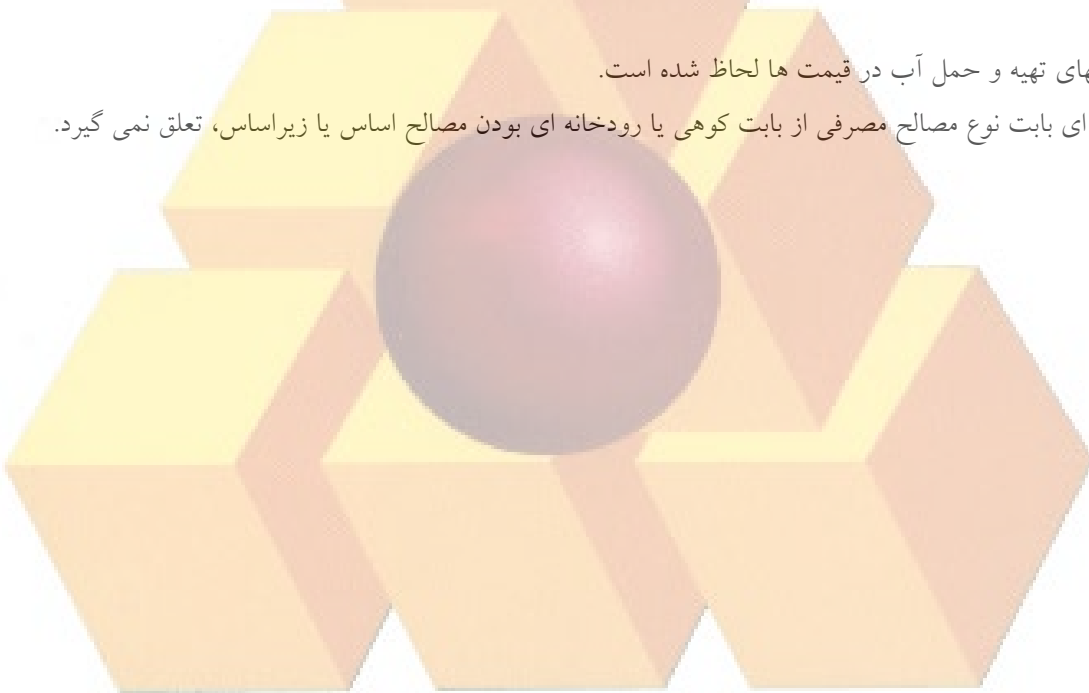 های تهیه و حمل آب در قیمت ها لحاظ شده است.
ای بابت نوع مصالح مصرفی از بابت کوهی یا رودخانه ای بودن مصالح اساس یا زیراساس، تعلق نمی گیرد.